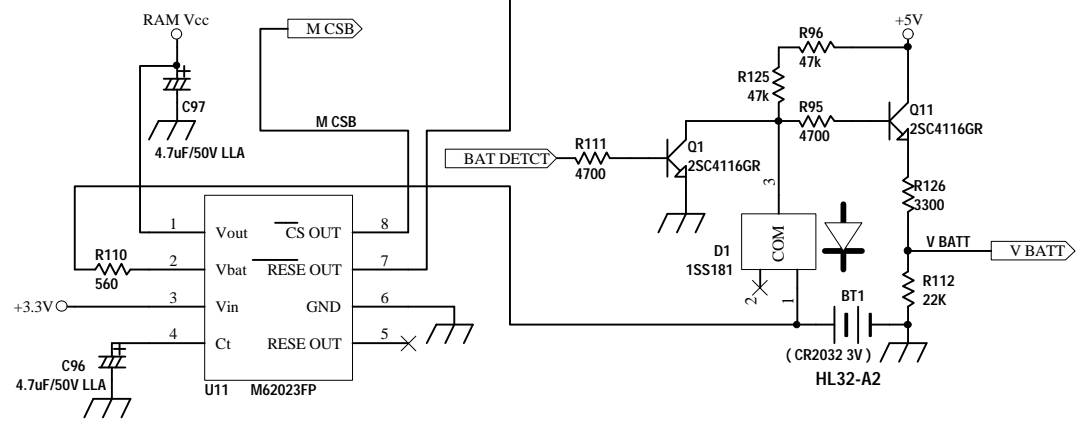 RAM Vcc
C97
4.7uF/50V LLA
M CSB
M CSB
BAT DETCT
R111
4700
Q1
2SC4116GR
R96
47k
R125
47k
R95
4700
+5V
Q11
2SC4116GR
R126
3300
V BATT
V BATT
R112
22K
3
COM
D1
1SS181
2
1
BT1
( CR2032 3V )
HL32-A2
R110
560
+3.3V
C96
4.7uF/50V LLA
1
2
3
4
Vout
Vbat
Vin
Ct
CS OUT
RESE OUT
GND
RESE OUT
8
7
6
5
U11
M62023FP